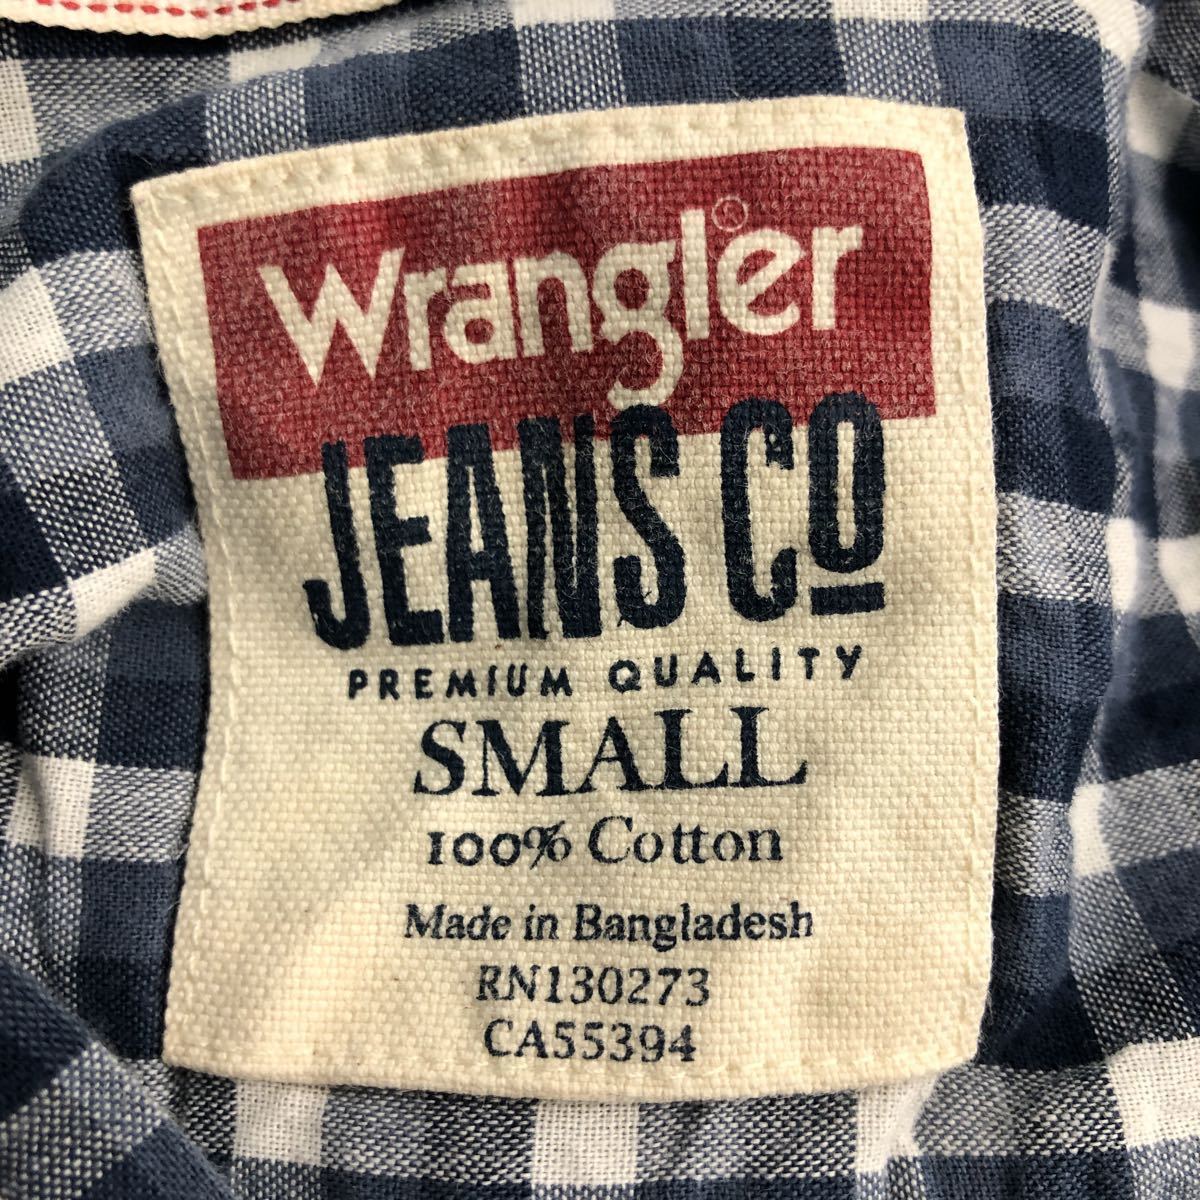 Wrangler®
JEANS CO
PREMIUM QUALITY
SMALL
100% Cotton
Made in Bangladesh
RN130273
CA55394